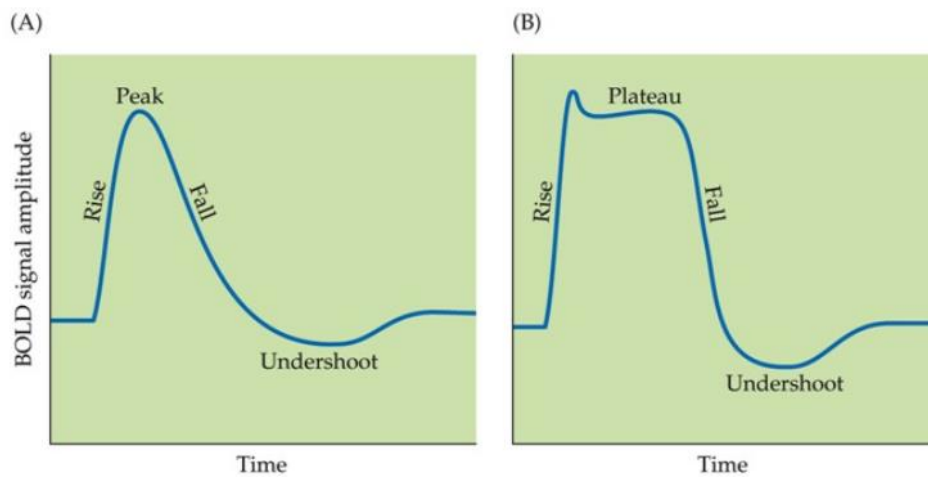 (A)
Peak
Rise
Fall
Undershoot
BOLD signal amplitude
Time
(B)
Plateau
Rise
Fall
Undershoot
Time